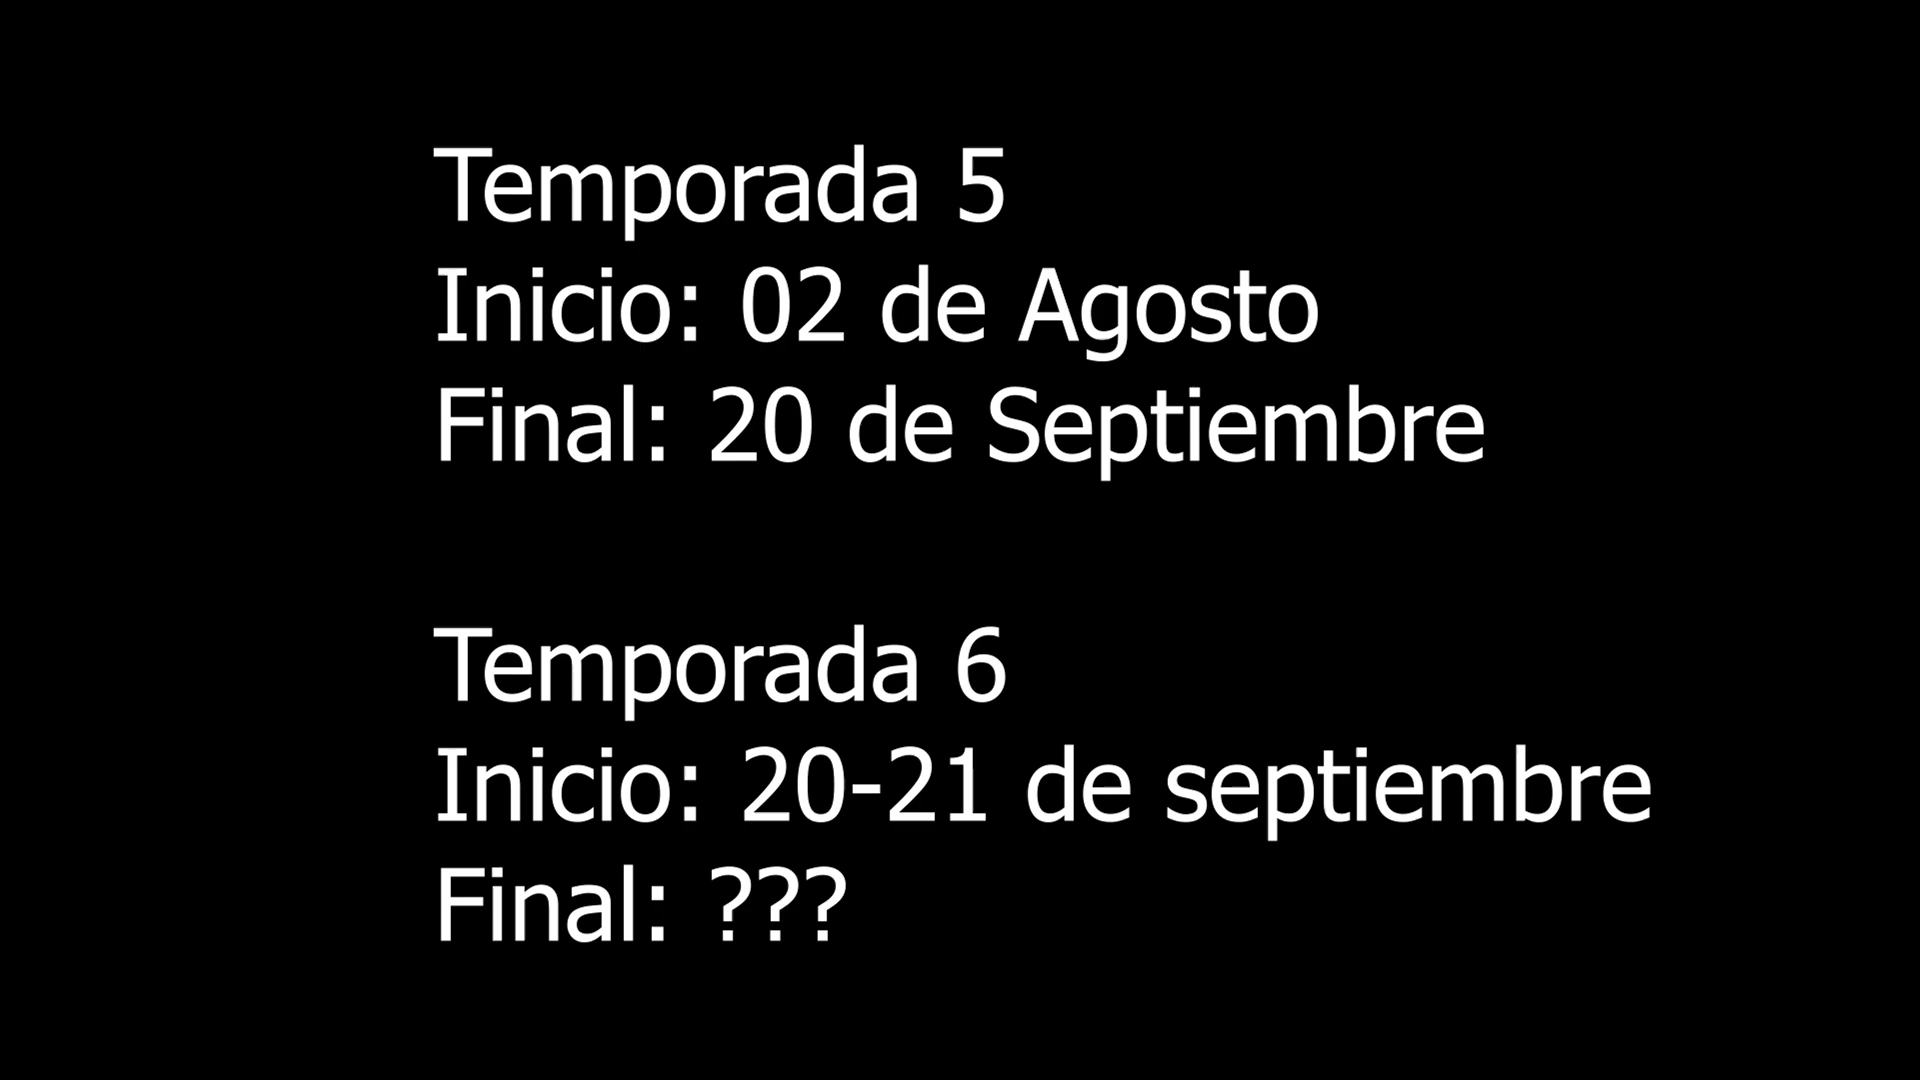 Temporada 5
Inicio: 02 de Agosto
Final: 20 de Septiembre
Temporada 6
Inicio: 20-21 de septiembre
Final: ???